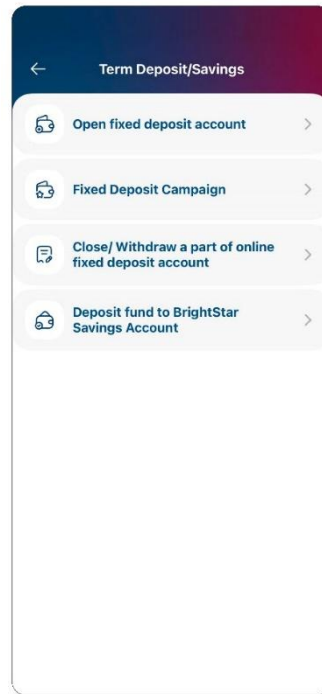 Term Deposit/Savings
Open fixed deposit account
Fixed Deposit Campaign
Close/ Withdraw a part of online
fixed deposit account
Deposit fund to BrightStar
Savings Account